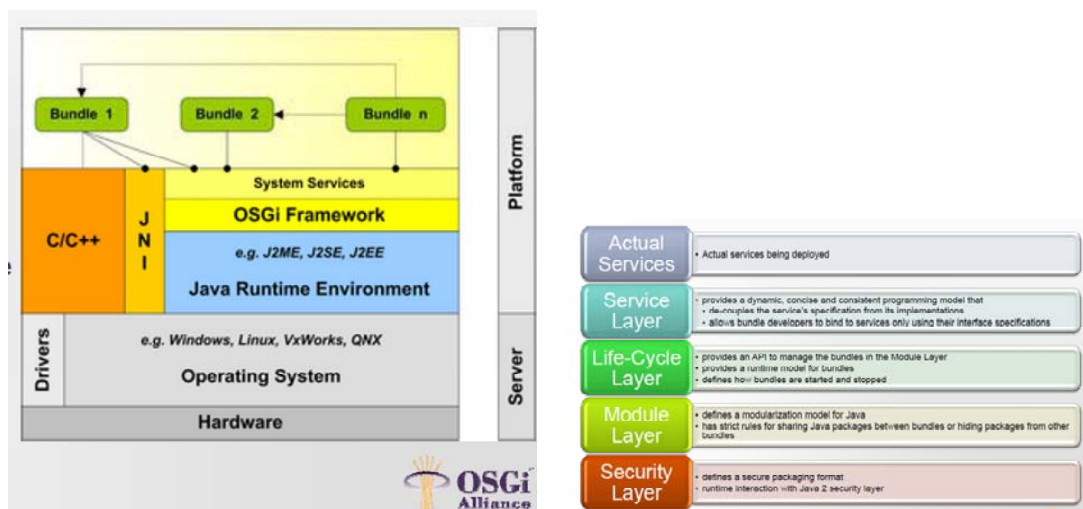 Bundle 1
Bundle 2
Bundle n
System Services
OSGi Framework
C/C++
J
N
I
e.g. J2ME, J2SE, J2EE
Java Runtime Environment
Platform
Drivers
e.g. Windows, Linux, VxWorks, QNX
Operating System
Server
Hardware
OSGi
Alliance
Actual
Services
• Actual services being deployed
Service
Layer
• provides a dynamic, concise and consistent programming model that
• de-couples the service's specification from its implementations
• allows bundle developers to bind to services only using their interface specifications
Life-Cycle
Layer
• provides an API to manage the bundles in the Module Layer
• provides a runtime model for bundles
• defines how bundles are started and stopped
Module
Layer
• defines a modularization model for Java
• has strict rules for sharing Java packages between bundles or hiding packages from other
bundles
Security
Layer
• defines a secure packaging format
• runtime interaction with Java 2 security layer